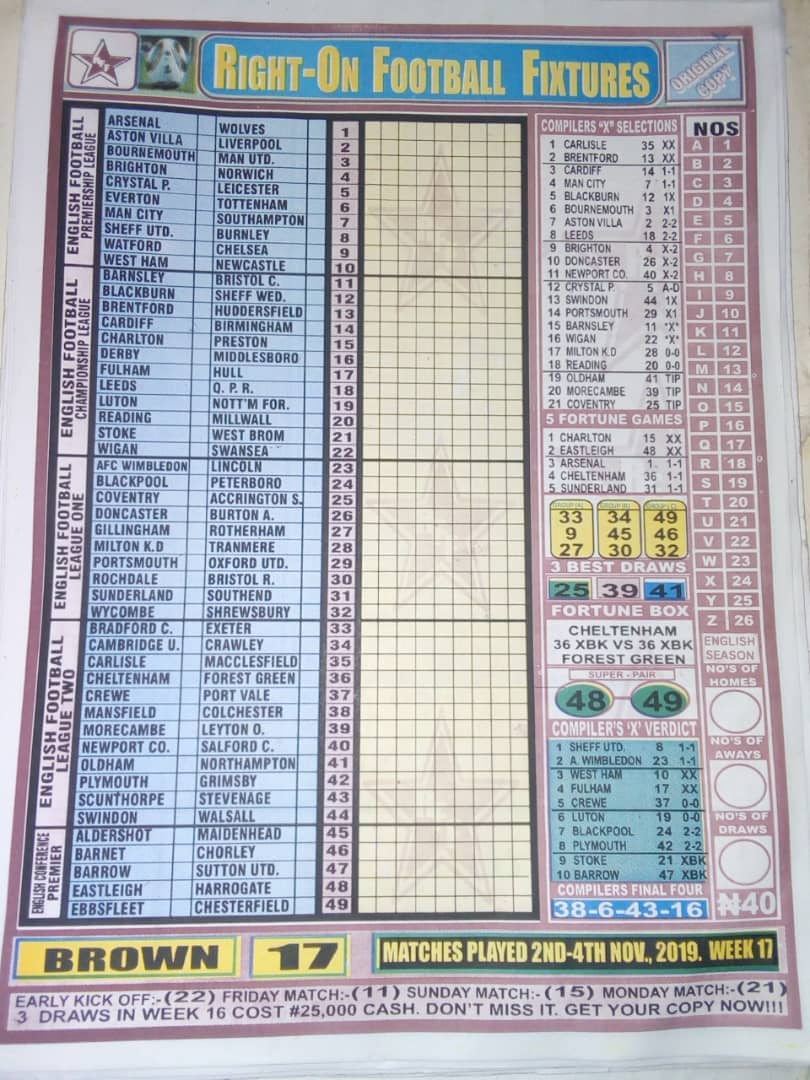 RIGHT-ON FOOTBALL FIXTURES
ORIGINAL COPY
ENGLISH FOOTBALL PREMIERSHIP LEAGUE
ARSENAL WOLVES 1
ASTON VILLA LIVERPOOL 2
BOURNEMOUTH MAN UTD. 3
BRIGHTON NORWICH 4
CRYSTAL P. LEICESTER 5
EVERTON TOTTENHAM 6
MAN CITY SOUTHAMPTON 7
SHEFF UTD. BURNLEY 8
WATFORD CHELSEA 9
WEST HAM NEWCASTLE 10
ENGLISH FOOTBALL CHAMPIONSHIP LEAGUE
BARNSLEY BRISTOL C. 11
BLACKBURN SHEFF WED. 12
BRENTFORD HUDDERSFIELD 13
CARDIFF BIRMINGHAM 14
CHARLTON PRESTON 15
DERBY MIDDLESBORO 16
FULHAM HULL 17
LEEDS Q. P. R. 18
LUTON NOTT'M FOR. 19
READING MILLWALL 20
STOKE WEST BROM 21
WIGAN SWANSEA 22
ENGLISH FOOTBALL LEAGUE ONE
AFC WIMBLEDON LINCOLN 23
BLACKPOOL PETERBORO 24
COVENTRY ACCRINGTON S. 25
DONCASTER BURTON A. 26
GILLINGHAM ROTHERHAM 27
MILTON K.D TRANMERE 28
PORTSMOUTH OXFORD UTD. 29
ROCHDALE BRISTOL R. 30
SUNDERLAND SOUTHEND 31
WYCOMBE SHREWSBURY 32
ENGLISH FOOTBALL LEAGUE TWO
BRADFORD C. EXETER 33
CAMBRIDGE U. CRAWLEY 34
CARLISLE MACCLESFIELD 35
CHELTENHAM FOREST GREEN 36
CREWE PORT VALE 37
MANSFIELD COLCHESTER 38
MORECAMBE LEYTON O. 39
NEWPORT CO. SALFORD C. 40
OLDHAM NORTHAMPTON 41
PLYMOUTH GRIMSBY 42
SCUNTHORPE STEVENAGE 43
SWINDON WALSALL 44
ENGLISH CONFERENCE PREMIER
ALDERSHOT MAIDENHEAD 45
BARNET CHORLEY 46
BARROW SUTTON UTD. 47
EASTLEIGH HARROGATE 48
EBBSFLEET CHESTERFIELD 49
COMPILERS "X" SELECTIONS
1 CARLISLE 35 XX
2 BRENTFORD 13 XX
3 CARDIFF 14 1-1
4 MAN CITY 7 1-1
5 BLACKBURN 12 1X
6 BOURNEMOUTH 3 X1
7 ASTON VILLA 2 2-2
8 LEEDS 18 2-2
9 BRIGHTON 4 X-2
10 DONCASTER 26 X-2
11 NEWPORT CO. 40 X-2
12 CRYSTAL P. 5 A-D
13 SWINDON 44 1X
14 PORTSMOUTH 29 X1
15 BARNSLEY 11 "X"
16 WIGAN 22 "X"
17 MILTON K.D 28 0-0
18 READING 20 0-0
19 OLDHAM 41 TIP
20 MORECAMBE 39 TIP
21 COVENTRY 25 TIP
5 FORTUNE GAMES
1 CHARLTON 15 XX
2 EASTLEIGH 48 XX
3 ARSENAL 1 1-1
4 CHELTENHAM 36 1-1
5 SUNDERLAND 31 1-1
GROUP (A) GROUP (B) GROUP (C)
33 34 49
9 45 46
27 30 32
3 BEST DRAWS
25 39 41
FORTUNE BOX
CHELTENHAM
36 XBK VS 36 XBK
FOREST GREEN
SUPER - PAIR
48 49
COMPILER'S 'X' VERDICT
1 SHEFF UTD. 8 1-1
2 A. WIMBLEDON 23 1-1
3 WEST HAM 10 XX
4 FULHAM 17 XX
5 CREWE 37 0-0
6 LUTON 19 0-0
7 BLACKPOOL 24 2-2
8 PLYMOUTH 42 2-2
9 STOKE 21 XBK
10 BARROW 47 XBK
COMPILERS FINAL FOUR
38-6-43-16
NOS
A 1
B 2
C 3
D 4
E 5
F 6
G 7
H 8
I 9
J 10
K 11
L 12
M 13
N 14
O 15
P 16
Q 17
R 18
S 19
T 20
U 21
V 22
W 23
X 24
Y 25
Z 26
ENGLISH
SEASON
NO'S OF
HOMES
NO'S OF
AWAYS
NO'S OF
DRAWS
₦40
BROWN 17 MATCHES PLAYED 2ND-4TH NOV., 2019. WEEK 17
EARLY KICK OFF:-(22) FRIDAY MATCH:-(11) SUNDAY MATCH:-(15) MONDAY MATCH:-(21)
3 DRAWS IN WEEK 16 COST #25,000 CASH. DON'T MISS IT. GET YOUR COPY NOW!!!